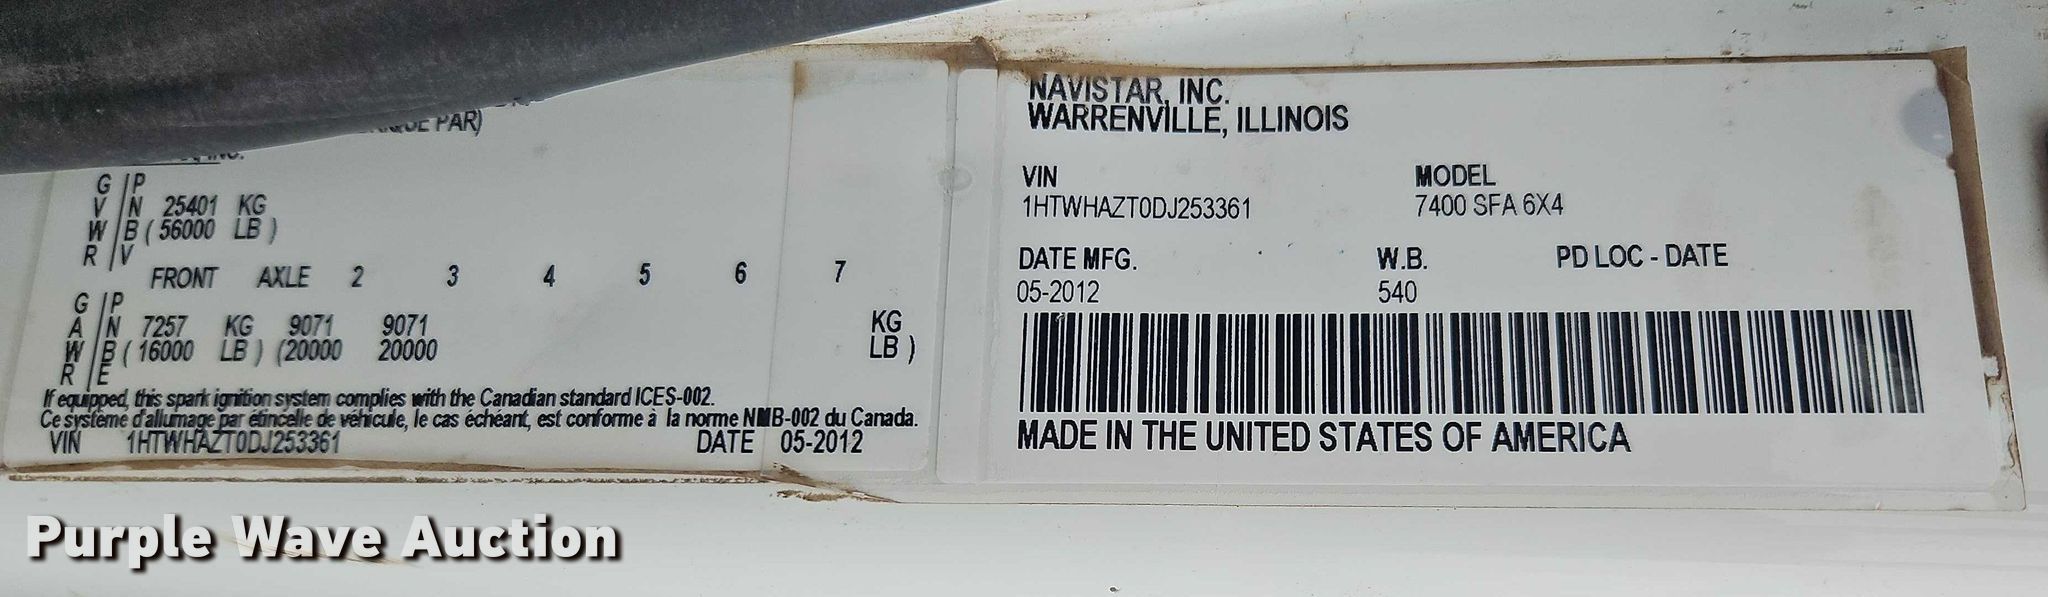 PAR)
INC.
G / P
V / N 25401 KG
W / B ( 56000 LB )
R / V
FRONT AXLE 2 3 4 5 6 7
G / P
A / N 7257 KG 9071 9071 KG
W / B ( 16000 LB ) (20000 20000 LB )
R / E
If equipped, this spark ignition system complies with the Canadian standard ICES-002.
Ce système d'allumage par étincelle de véhicule, le cas échéant, est conforme à la norme NMB-002 du Canada.
VIN 1HTWHAZT0DJ253361 DATE 05-2012
NAVISTAR, INC.
WARRENVILLE, ILLINOIS
VIN MODEL
1HTWHAZT0DJ253361 7400 SFA 6X4
DATE MFG. W.B. PD LOC - DATE
05-2012 540
MADE IN THE UNITED STATES OF AMERICA
Purple Wave Auction